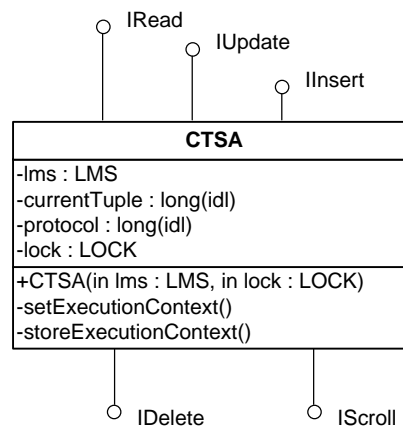 IRead
IUpdate
IInsert
CTSA
-lms : LMS
-currentTuple : long(idl)
-protocol : long(idl)
-lock : LOCK
+CTSA(in lms : LMS, in lock : LOCK)
-setExecutionContext()
-storeExecutionContext()
IDelete
IScroll